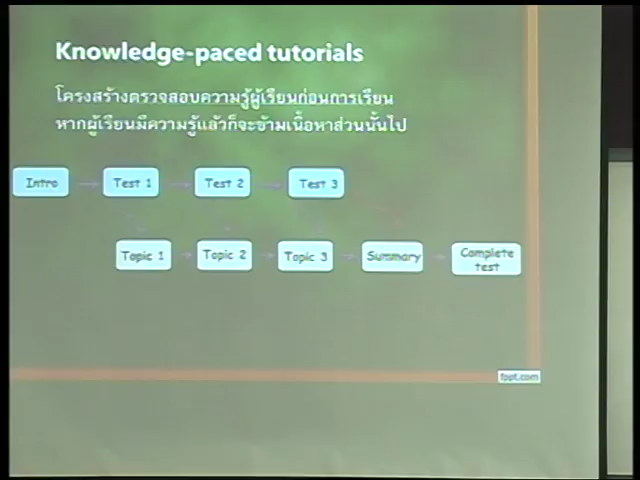 Knowledge-paced tutorials
โครงสร้างตรวจสอบความรู้ผู้เรียนก่อนการเรียน
หากผู้เรียนมีความรู้แล้วก็จะข้ามเนื้อหาส่วนนั้นไป
Intro
Test 1
Test 2
Test 3
Topic 1
Topic 2
Topic 3
Summary
Complete
test
fppt.com